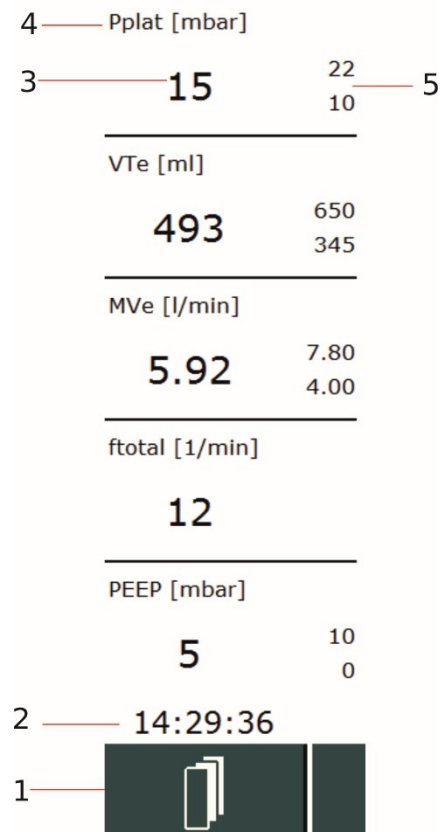 4 Pplat [mbar]
3 15 22
10 5
VTe [ml]
493 650
345
MVe [l/min]
5.92 7.80
4.00
ftotal [1/min]
12
PEEP [mbar]
5 10
0
2 14:29:36
1